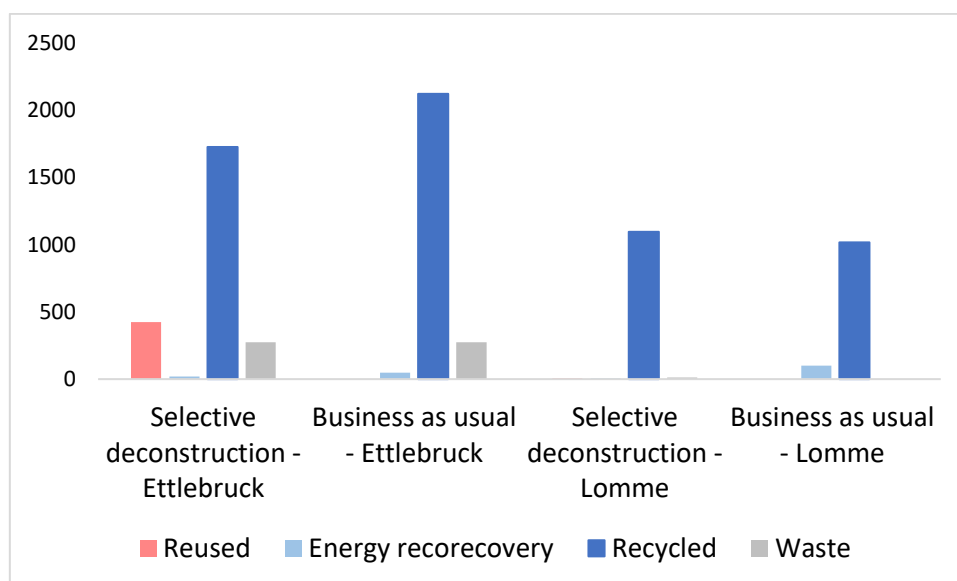 2500
2000
1500
1000
500
0
Selective
deconstruction -
Ettlebruck
Business as usual
- Ettlebruck
Selective
deconstruction -
Lomme
Business as usual
- Lomme
Reused
Energy recorecovery
Recycled
Waste